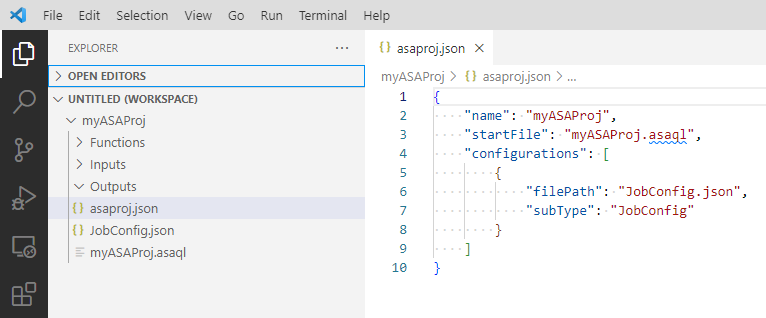 File Edit Selection View Go Run Terminal Help
EXPLORER
OPEN EDITORS
UNTITLED (WORKSPACE)
myASAProj
Functions
Inputs
Outputs
asaproj.json
JobConfig.json
myASAProj.asaql
{ } asaproj.json
myASAProj > { } asaproj.json > ...
1 {
2 "name": "myASAProj",
3 "startFile": "myASAProj.asaql",
4 "configurations": [
5 {
6 "filePath": "JobConfig.json",
7 "subType": "JobConfig"
8 }
9 ]
10 }